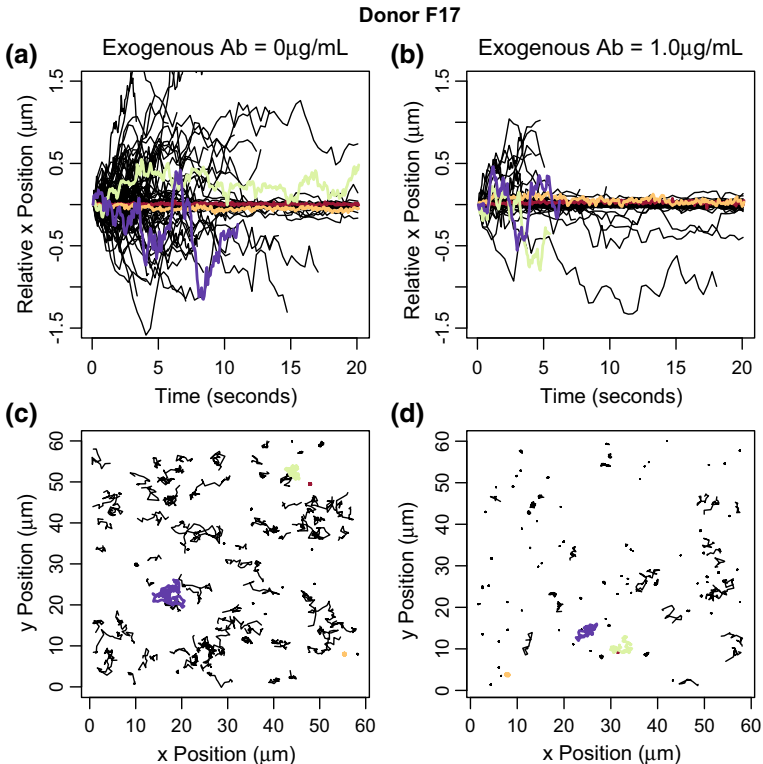 Donor F17
(a) Exogenous Ab = 0μg/mL
(b) Exogenous Ab = 1.0μg/mL
Relative x Position (μm)
1.5
0.5
-0.5
-1.5
0 5 10 15 20
Time (seconds)
Relative x Position (μm)
1.5
0.5
-0.5
-1.5
0 5 10 15 20
Time (seconds)
(c)
y Position (μm)
60
50
40
30
20
10
0
0 10 20 30 40 50 60
x Position (μm)
(d)
y Position (μm)
60
50
40
30
20
10
0
0 10 20 30 40 50 60
x Position (μm)